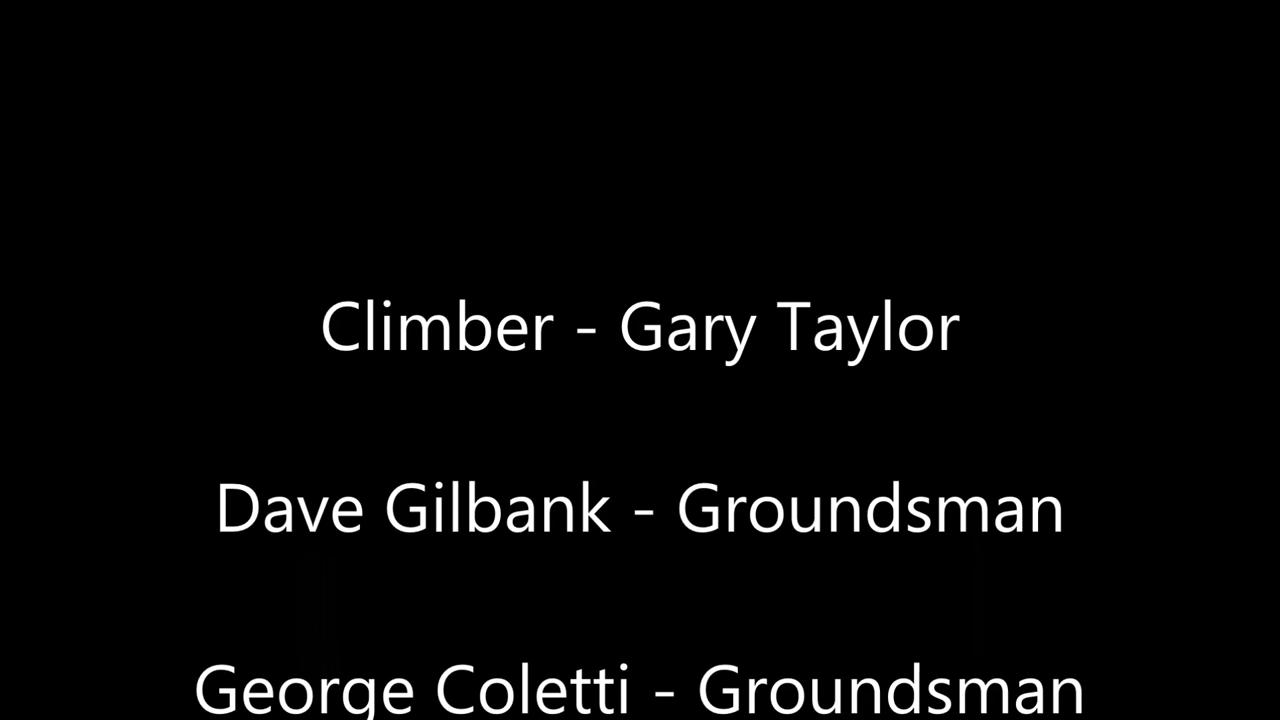 Climber - Gary Taylor
Dave Gilbank - Groundsman
George Coletti - Groundsman